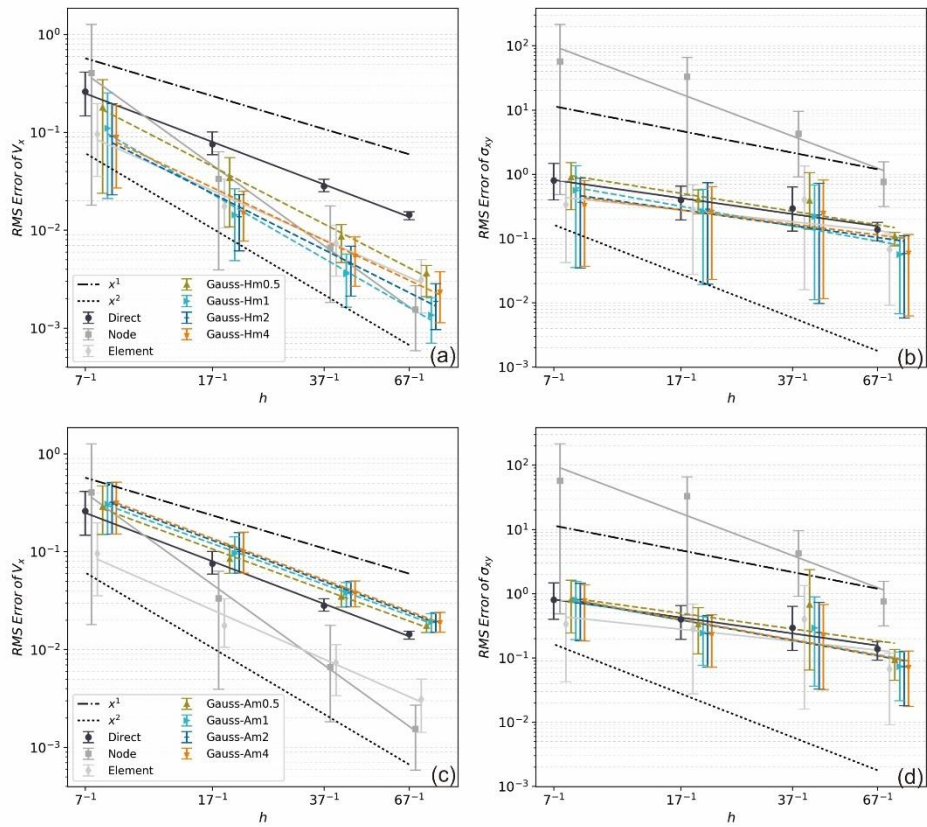 10⁰
10⁻¹
10⁻²
10⁻³
RMS Error of Vₓ
x¹
x²
Direct
Node
Element
Gauss-Hm0.5
Gauss-Hm1
Gauss-Hm2
Gauss-Hm4
(a)
7⁻¹ 17⁻¹ 37⁻¹ 67⁻¹
h
10²
10¹
10⁰
10⁻¹
10⁻²
10⁻³
RMS Error of σₓᵧ
(b)
7⁻¹ 17⁻¹ 37⁻¹ 67⁻¹
h
10⁰
10⁻¹
10⁻²
10⁻³
RMS Error of Vₓ
x¹
x²
Direct
Node
Element
Gauss-Am0.5
Gauss-Am1
Gauss-Am2
Gauss-Am4
(c)
7⁻¹ 17⁻¹ 37⁻¹ 67⁻¹
h
10²
10¹
10⁰
10⁻¹
10⁻²
10⁻³
RMS Error of σₓᵧ
(d)
7⁻¹ 17⁻¹ 37⁻¹ 67⁻¹
h